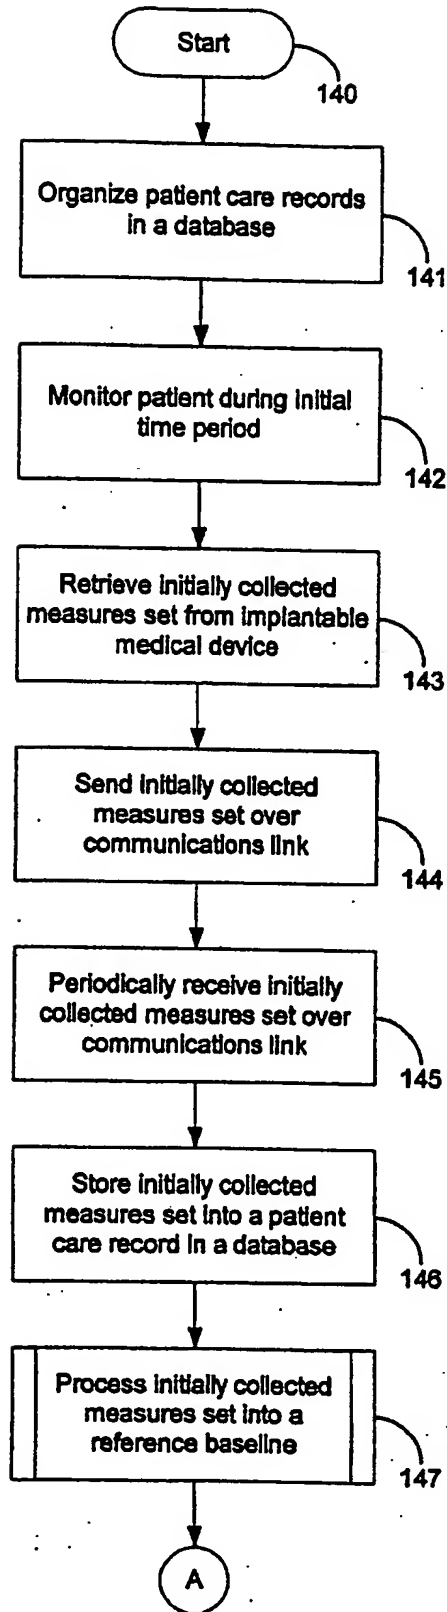 Start
140
Organize patient care records
in a database
141
Monitor patient during initial
time period
142
Retrieve initially collected
measures set from implantable
medical device
143
Send initially collected
measures set over
communications link
144
Periodically receive initially
collected measures set over
communications link
145
Store initially collected
measures set into a patient
care record in a database
146
Process initially collected
measures set into a
reference baseline
147
A